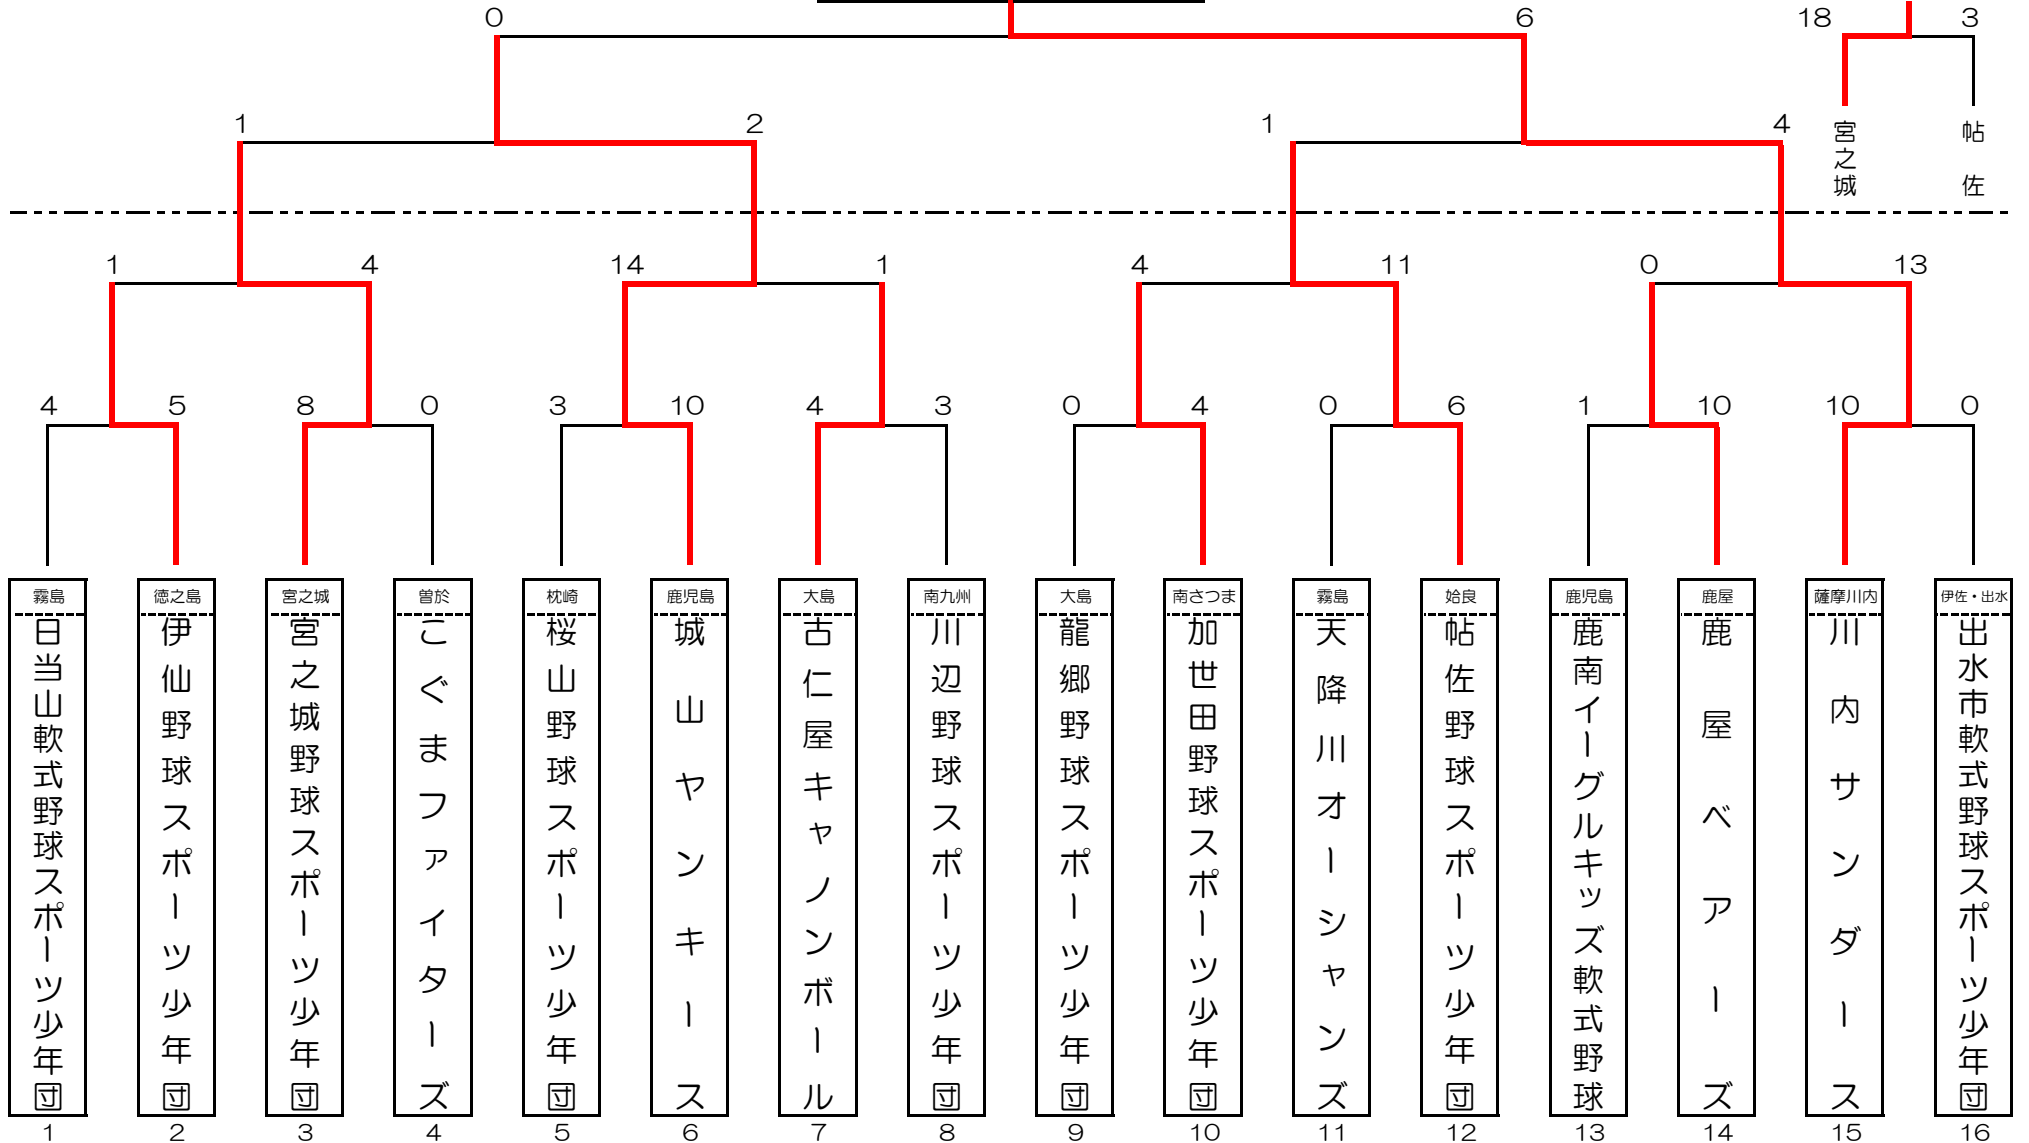 0 6 18 3
1 2 1 4
宮之城
帖佐
1 4 14 1 4 11 0 13
4 5 8 0 3 10 4 3 0 4 0 6 1 10 10 0
霧島
日当山軟式野球スポーツ少年団
1
徳之島
伊仙野球スポーツ少年団
2
宮之城
宮之城野球スポーツ少年団
3
曽於
こぐまファイターズ
4
枕崎
桜山野球スポーツ少年団
5
鹿児島
城山ヤンキース
6
大島
古仁屋キャノンボール
7
南九州
川辺野球スポーツ少年団
8
大島
龍郷野球スポーツ少年団
9
南さつま
加世田野球スポーツ少年団
10
霧島
天降川オーシャンズ
11
姶良
帖佐野球スポーツ少年団
12
鹿児島
鹿南イーグルキッズ軟式野球
13
鹿屋
鹿屋ベアーズ
14
薩摩川内
川内サンダース
15
伊佐・出水
出水市軟式野球スポーツ少年団
16